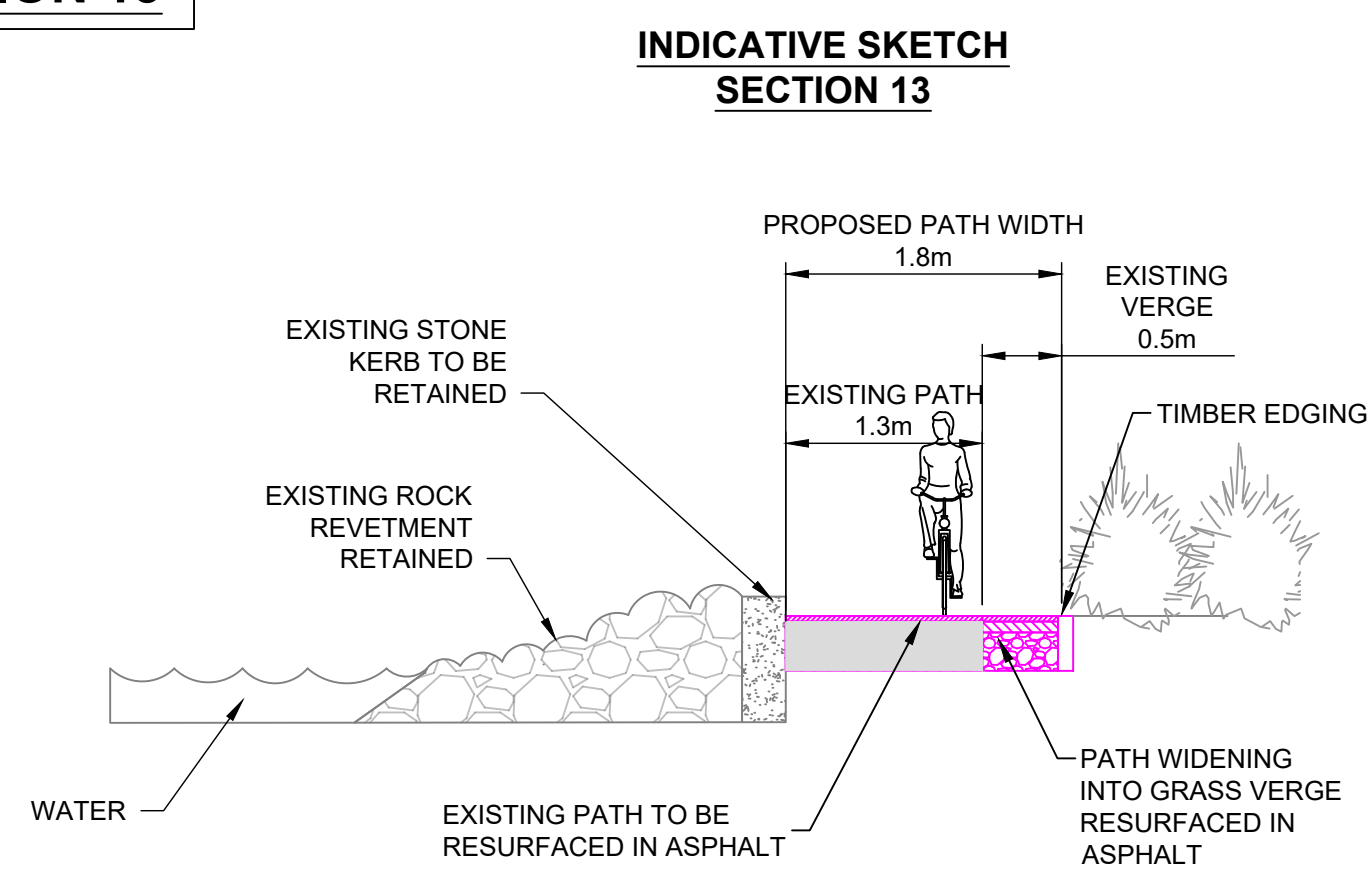 INDICATIVE SKETCH
SECTION 13
PROPOSED PATH WIDTH
1.8m
EXISTING
VERGE
0.5m
EXISTING STONE
KERB TO BE
RETAINED
EXISTING PATH
1.3m
TIMBER EDGING
EXISTING ROCK
REVETMENT
RETAINED
WATER
EXISTING PATH TO BE
RESURFACED IN ASPHALT
PATH WIDENING
INTO GRASS VERGE
RESURFACED IN
ASPHALT